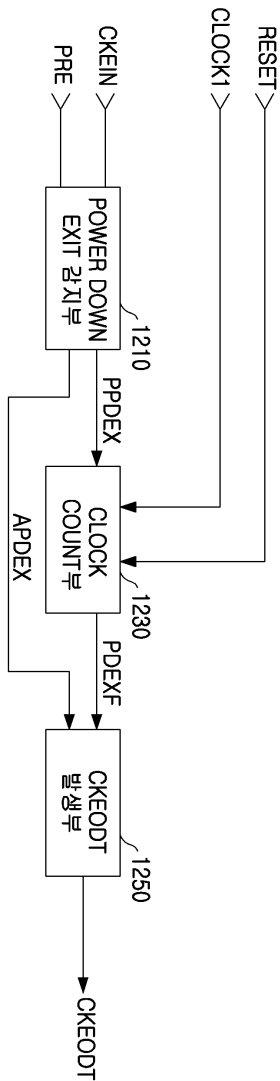 RESET
CLOCK1
CKEIN
PRE
POWER DOWN
EXIT 감지부
1210
PPDEX
APDEX
CLOCK
COUNT부
1230
PDEXF
CKEODT
발생부
1250
CKEODT